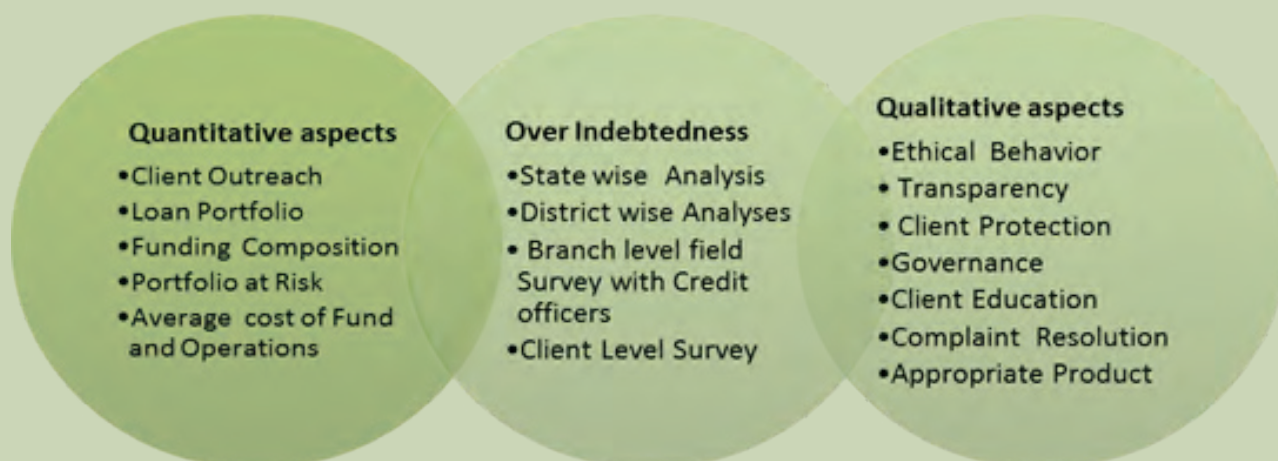 Quantitative aspects
•Client Outreach
•Loan Portfolio
•Funding Composition
•Portfolio at Risk
•Average cost of Fund
and Operations
Over Indebtedness
•State wise Analysis
•District wise Analyses
• Branch level field
Survey with Credit
officers
•Client Level Survey
Qualitative aspects
•Ethical Behavior
• Transparency
• Client Protection
•Governance
•Client Education
•Complaint Resolution
•Appropriate Product